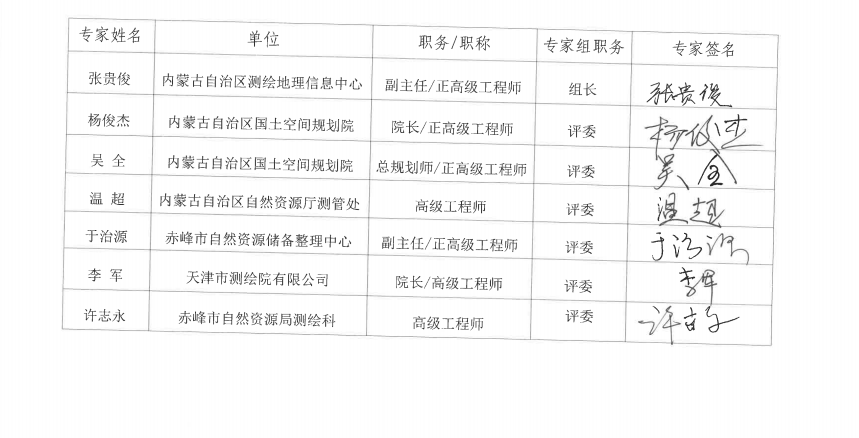 专家姓名 单位 职务/职称 专家组职务 专家签名
张贵俊 内蒙古自治区测绘地理信息中心 副主任/正高级工程师 组长 张贵俊
杨俊杰 内蒙古自治区国土空间规划院 院长/正高级工程师 评委 杨俊杰
吴全 内蒙古自治区国土空间规划院 总规划师/正高级工程师 评委 吴全
温超 内蒙古自治区自然资源厅测管处 高级工程师 评委 温超
于治源 赤峰市自然资源储备整理中心 副主任/正高级工程师 评委 于治源
李军 天津市测绘院有限公司 院长/高级工程师 评委 李军
许志永 赤峰市自然资源局测绘科 高级工程师 评委 许志永